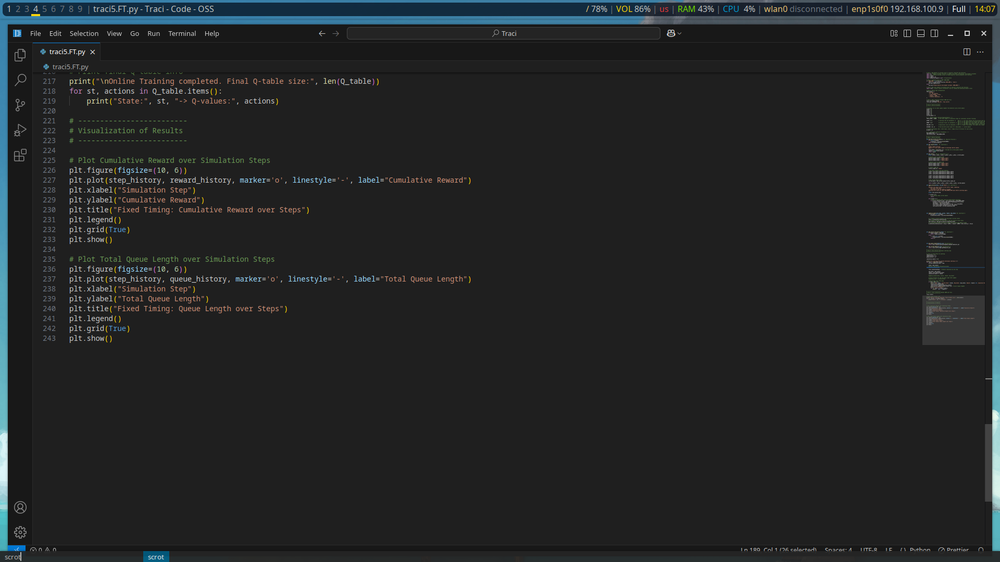 1 2 3 4 5 6 7 8 9 | traci5.FT.py - Traci - Code - OSS
/ 78% | VOL 86% | us | RAM 43% | CPU 4% | wlan0 disconnected | enp1s0f0 192.168.100.9 | Full | 14:07
File Edit Selection View Go Run Terminal Help
Traci
traci5.FT.py
traci5.FT.py
216 # Print final Q-table info
217 print("\nOnline Training completed. Final Q-table size:", len(Q_table))
218 for st, actions in Q_table.items():
219     print("State:", st, "-> Q-values:", actions)
220
221 # -------------------------
222 # Visualization of Results
223 # -------------------------
224
225 # Plot Cumulative Reward over Simulation Steps
226 plt.figure(figsize=(10, 6))
227 plt.plot(step_history, reward_history, marker='o', linestyle='-', label="Cumulative Reward")
228 plt.xlabel("Simulation Step")
229 plt.ylabel("Cumulative Reward")
230 plt.title("Fixed Timing: Cumulative Reward over Steps")
231 plt.legend()
232 plt.grid(True)
233 plt.show()
234
235 # Plot Total Queue Length over Simulation Steps
236 plt.figure(figsize=(10, 6))
237 plt.plot(step_history, queue_history, marker='o', linestyle='-', label="Total Queue Length")
238 plt.xlabel("Simulation Step")
239 plt.ylabel("Total Queue Length")
240 plt.title("Fixed Timing: Queue Length over Steps")
241 plt.legend()
242 plt.grid(True)
243 plt.show()
0 0
Ln 189, Col 1 (26 selected) Spaces: 4 UTF-8 LF {} Python Prettier
scrot scrot